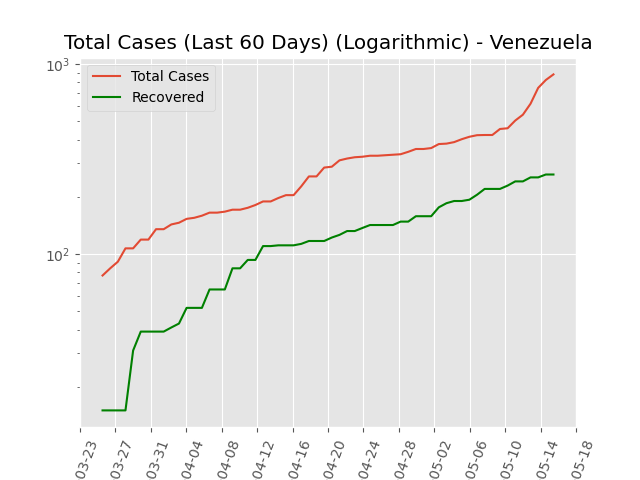 Total Cases (Last 60 Days) (Logarithmic) - Venezuela
10³
Total Cases
Recovered
10²
03-23 03-27 03-31 04-04 04-08 04-12 04-16 04-20 04-24 04-28 05-02 05-06 05-10 05-14 05-18